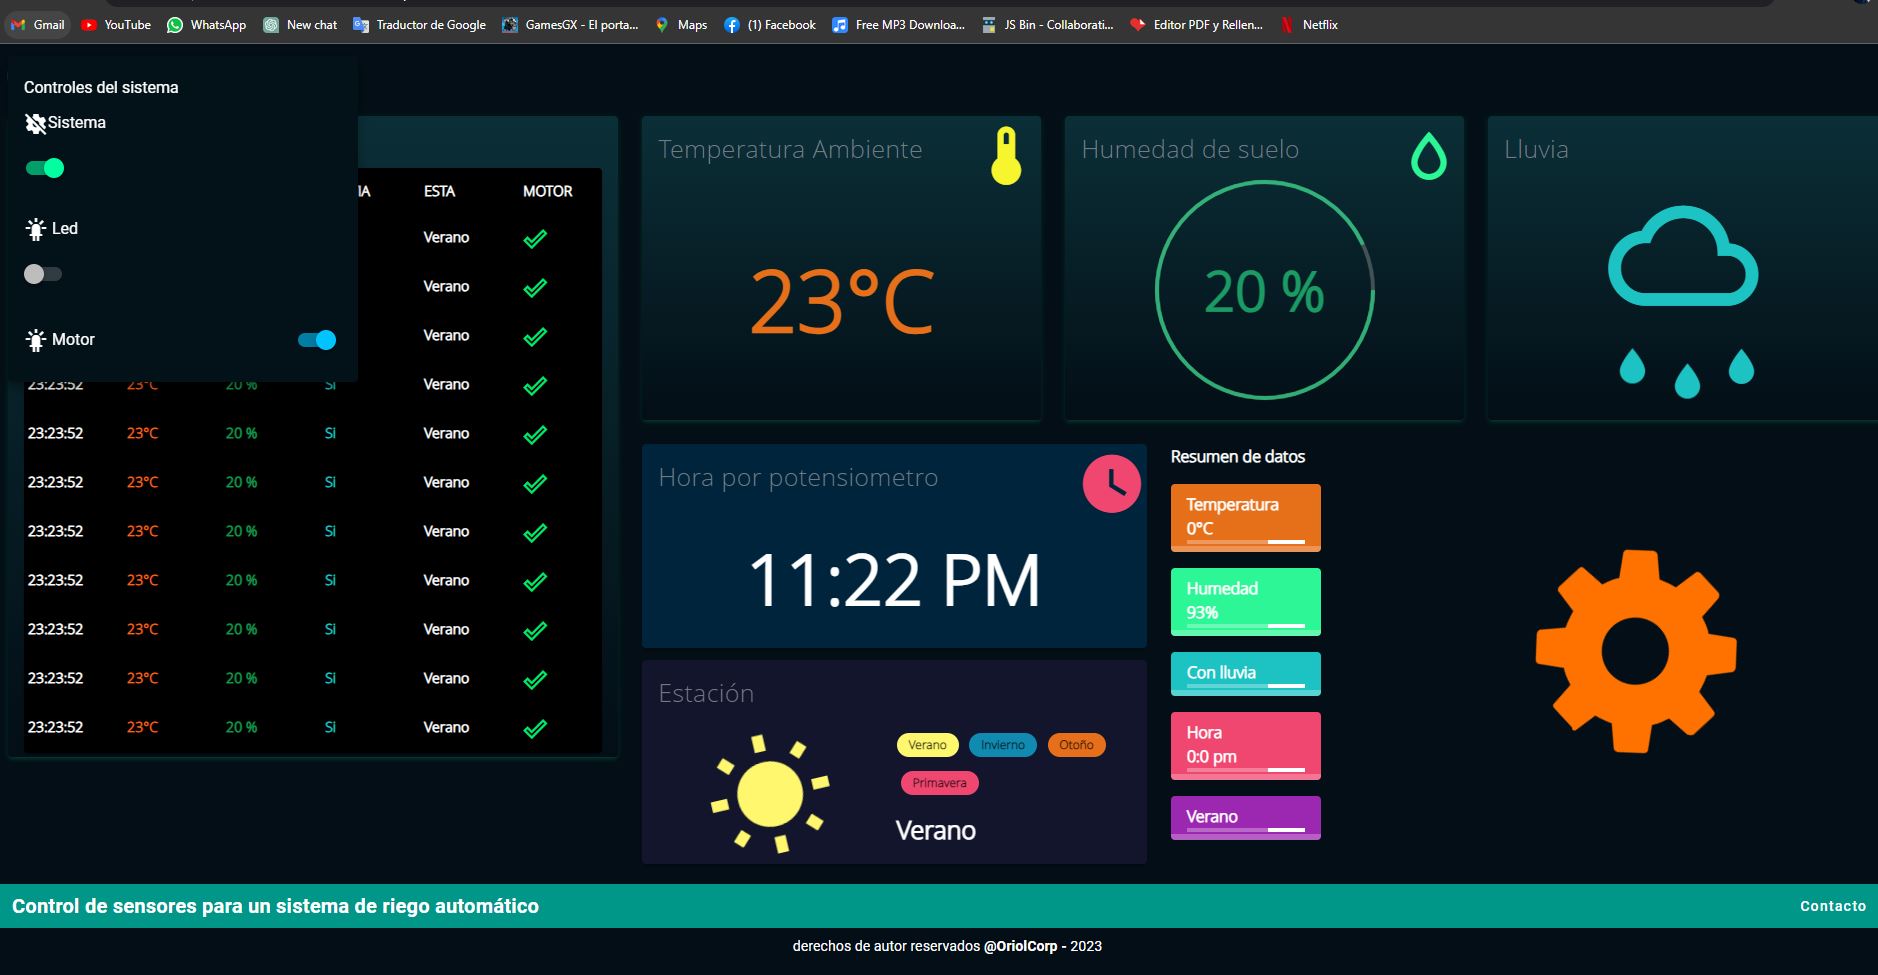 Gmail YouTube WhatsApp New chat Traductor de Google GamesGX - El porta... Maps (1) Facebook Free MP3 Downloa... JS Bin - Collaborati... Editor PDF y Rellen... Netflix
Controles del sistema
Sistema
Led
Motor
IA ESTA MOTOR
Verano
Verano
Verano
23:23:52 23°C 20 % Si Verano
23:23:52 23°C 20 % Si Verano
23:23:52 23°C 20 % Si Verano
23:23:52 23°C 20 % Si Verano
23:23:52 23°C 20 % Si Verano
23:23:52 23°C 20 % Si Verano
23:23:52 23°C 20 % Si Verano
23:23:52 23°C 20 % Si Verano
Temperatura Ambiente
23°C
Humedad de suelo
20 %
Lluvia
Hora por potensiometro
11:22 PM
Estación
Verano Invierno Otoño
Primavera
Verano
Resumen de datos
Temperatura
0°C
Humedad
93%
Con lluvia
Hora
0:0 pm
Verano
Control de sensores para un sistema de riego automático
Contacto
derechos de autor reservados @OriolCorp - 2023